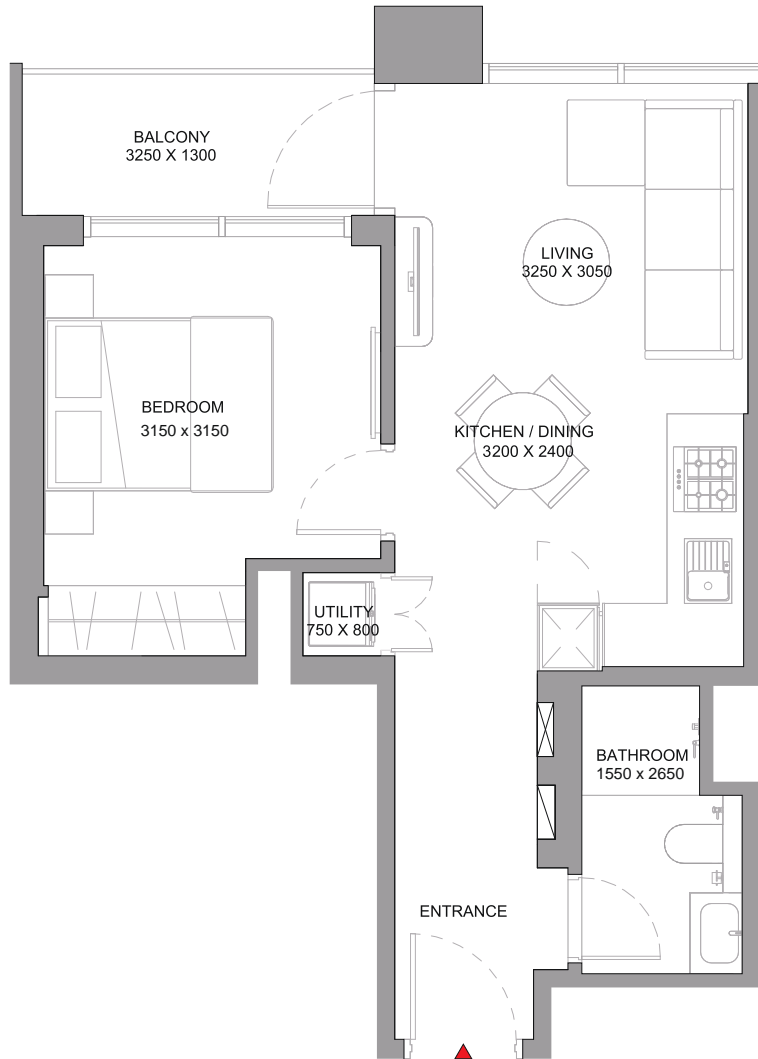 BALCONY
3250 X 1300
LIVING
3250 X 3050
BEDROOM
3150 x 3150
KITCHEN / DINING
3200 X 2400
UTILITY
750 X 800
BATHROOM
1550 x 2650
ENTRANCE